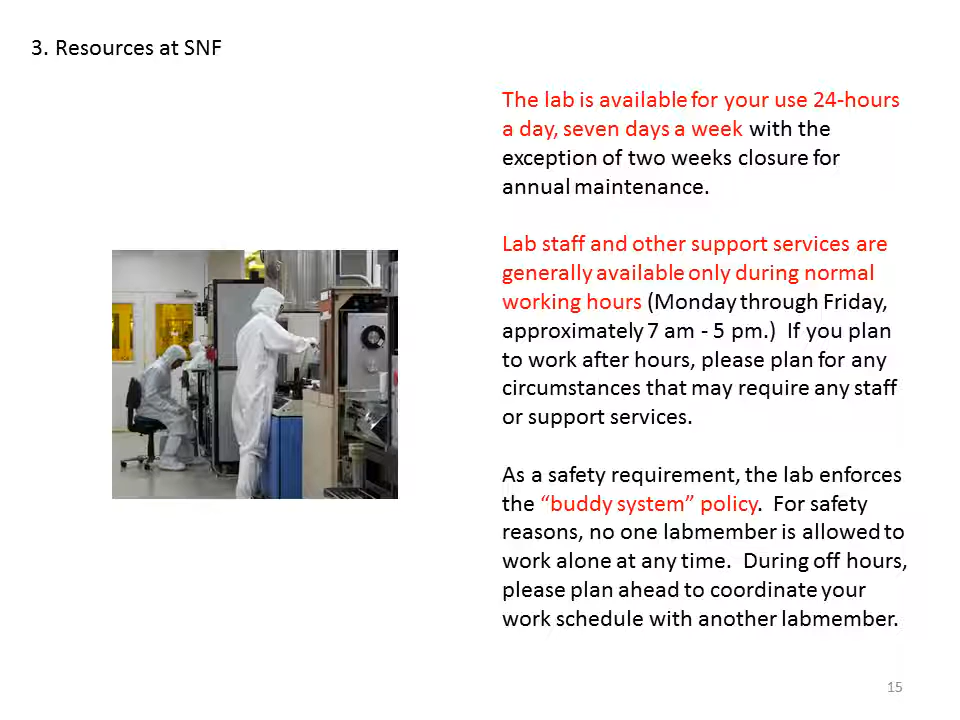 3. Resources at SNF
The lab is available for your use 24-hours
a day, seven days a week with the
exception of two weeks closure for
annual maintenance.
Lab staff and other support services are
generally available only during normal
working hours (Monday through Friday,
approximately 7 am - 5 pm.)  If you plan
to work after hours, please plan for any
circumstances that may require any staff
or support services.
As a safety requirement, the lab enforces
the “buddy system” policy.  For safety
reasons, no one labmember is allowed to
work alone at any time.  During off hours,
please plan ahead to coordinate your
work schedule with another labmember.
15